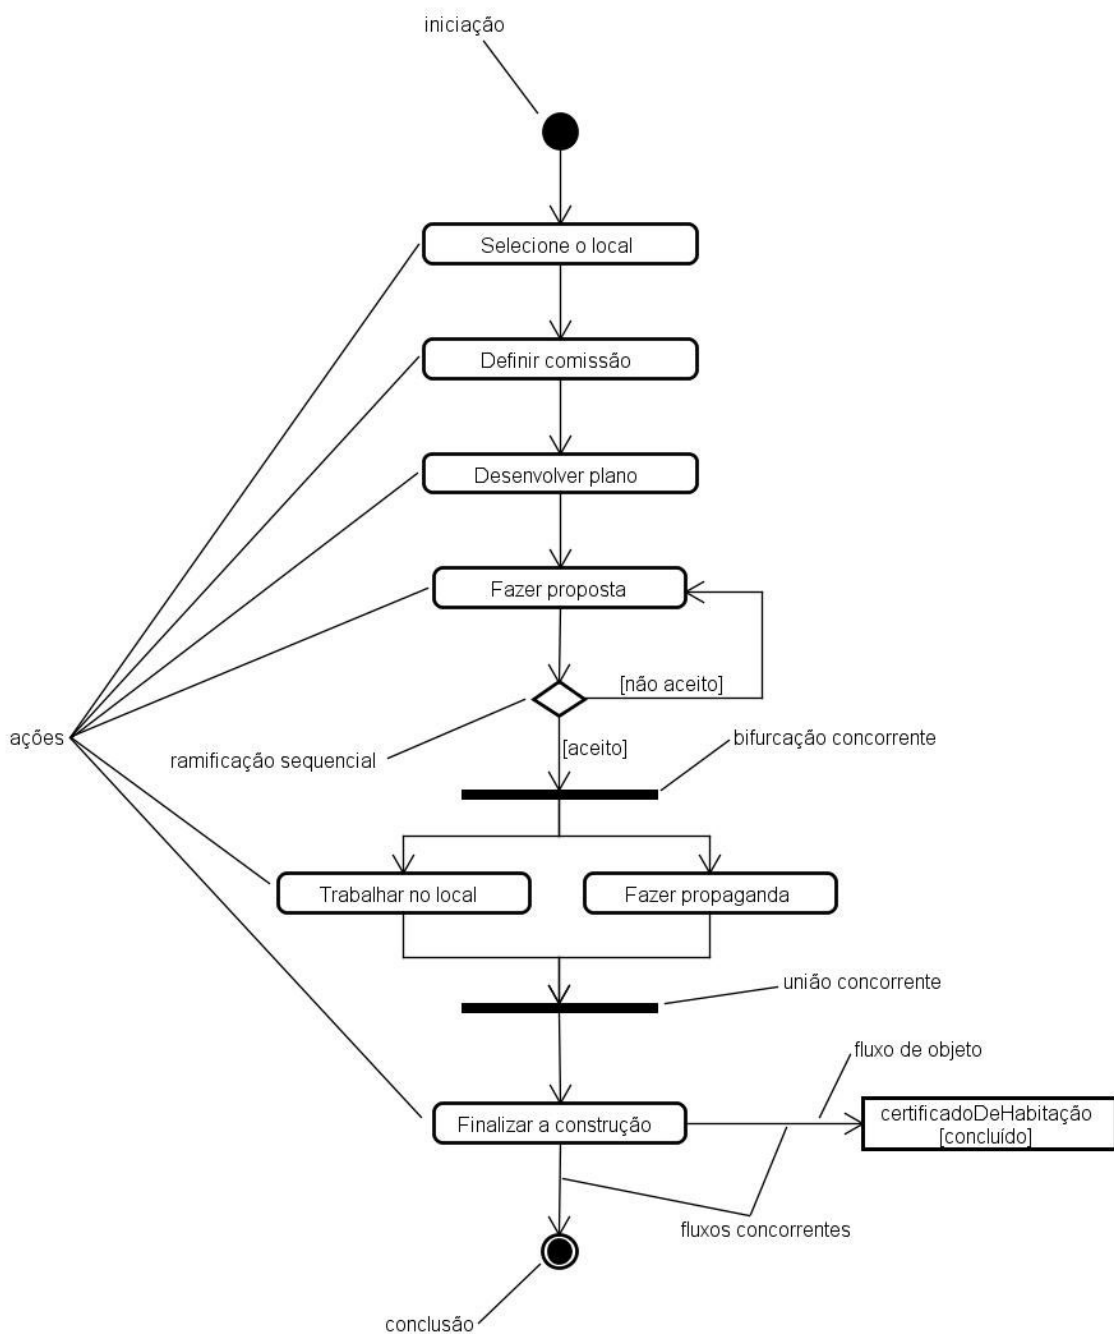 iniciação
Selecione o local
Definir comissão
Desenvolver plano
Fazer proposta
[não aceito]
ações
ramificação sequencial
[aceito]
bifurcação concorrente
Trabalhar no local
Fazer propaganda
união concorrente
fluxo de objeto
certificadoDeHabitação
[concluído]
Finalizar a construção
fluxos concorrentes
conclusão